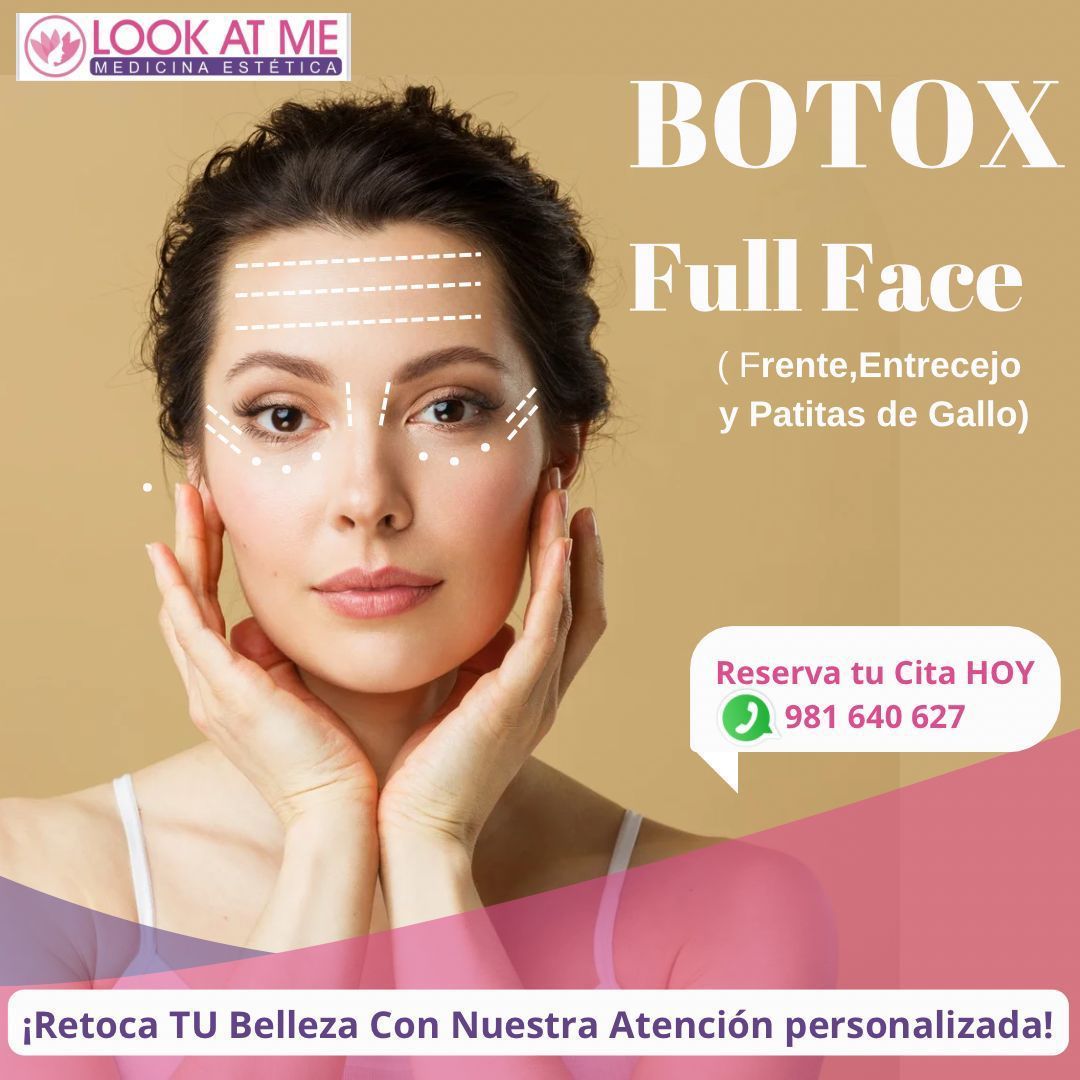 LOOK AT ME
MEDICINA ESTÉTICA
BOTOX
Full Face
( Frente,Entrecejo
y Patitas de Gallo)
Reserva tu Cita HOY
981 640 627
¡Retoca TU Belleza Con Nuestra Atención personalizada!